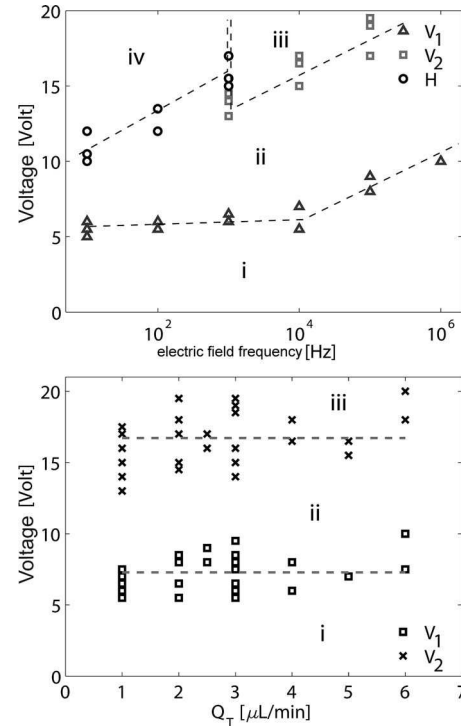 20
15
10
5
0
Voltage [Volt]
iv
iii
ii
i
V1
V2
H
10^2
10^4
10^6
electric field frequency [Hz]
20
15
10
5
0
Voltage [Volt]
iii
ii
i
V1
V2
0 1 2 3 4 5 6 7
Q_T [μL/min]